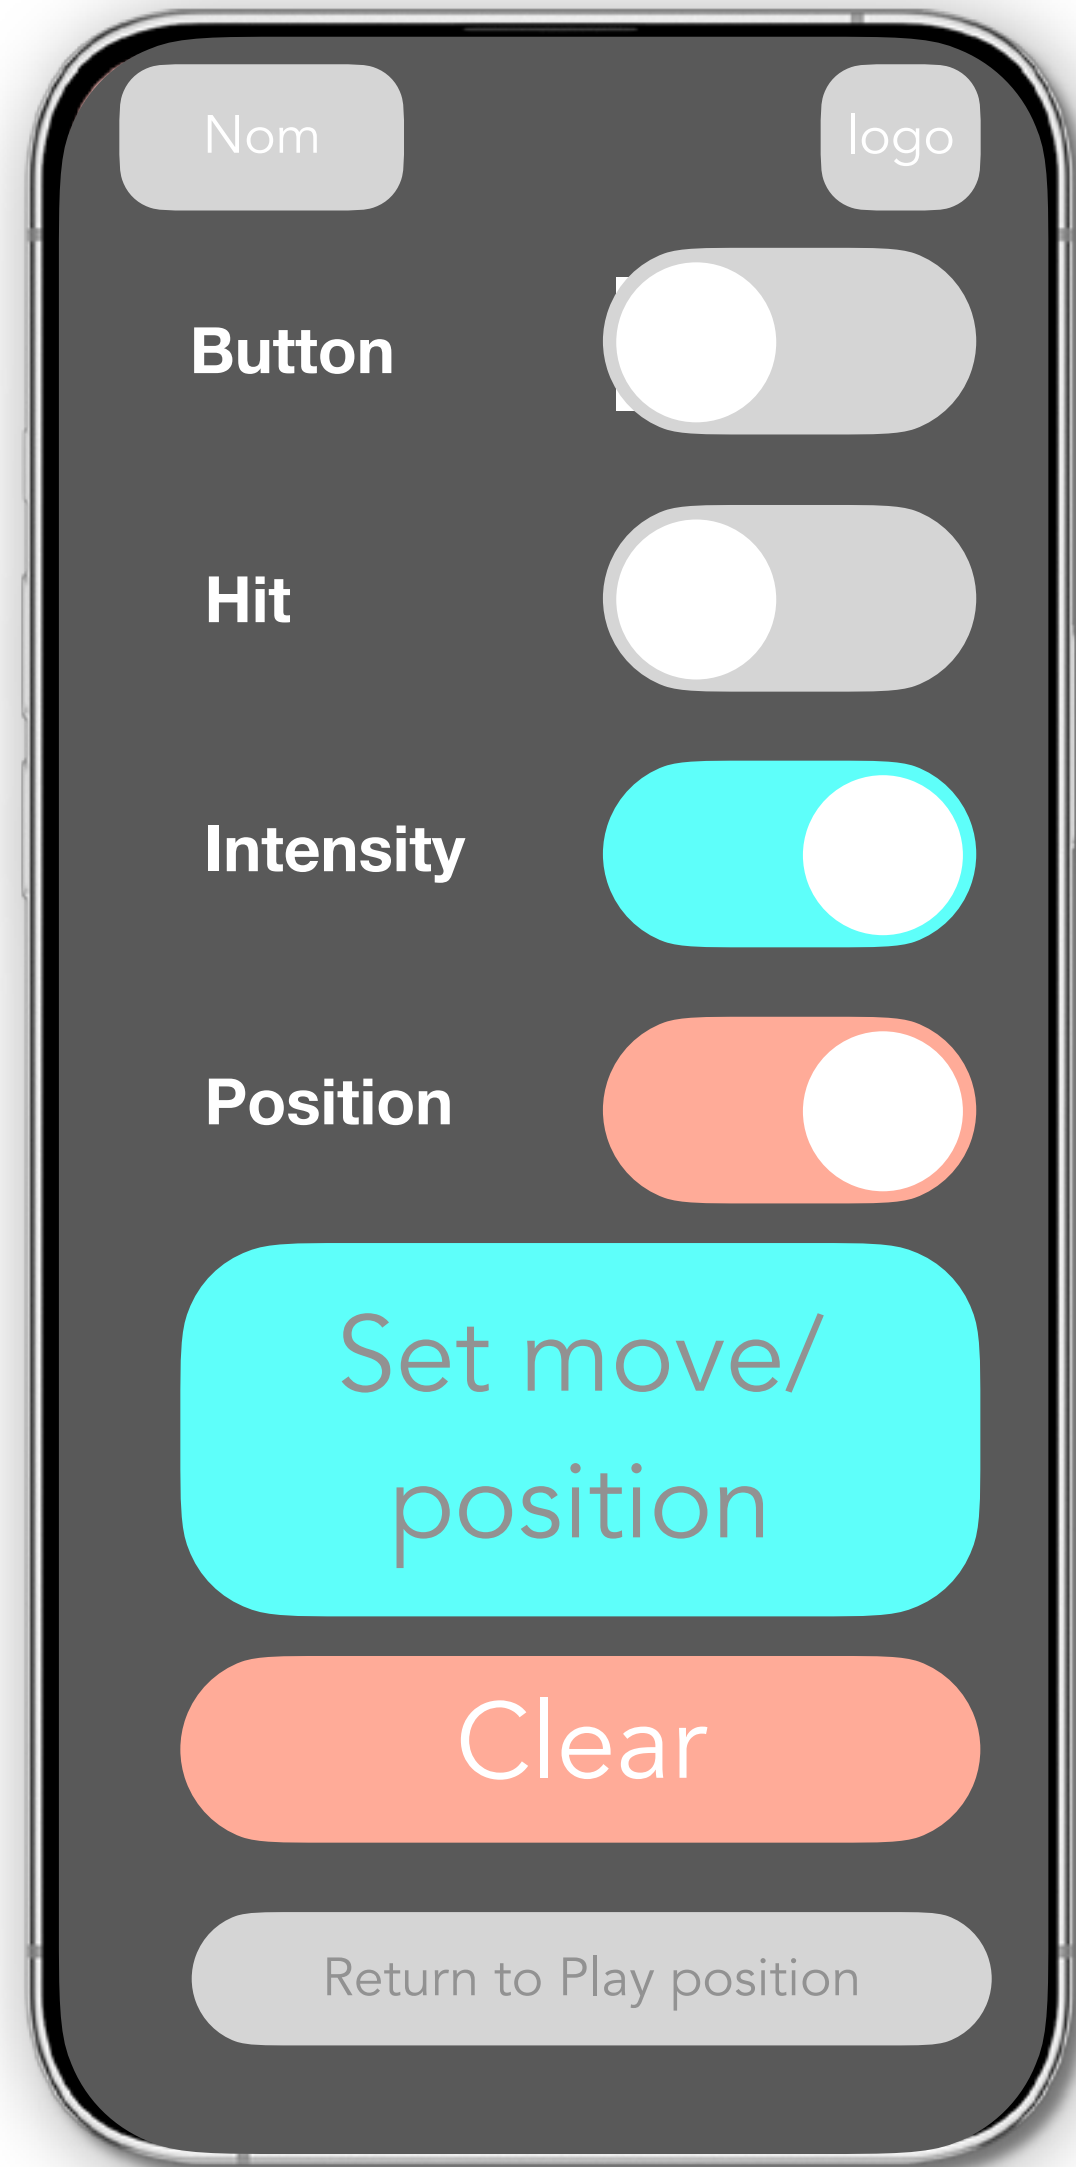 Nom
logo
Button
Hit
Intensity
Position
Set move/
position
Clear
Return to Play position